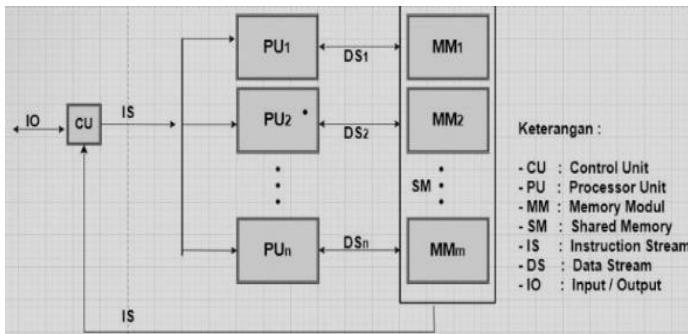 PU1
DS1
MM1
IO
CU
IS
PU2
DS2
MM2
SM
PUn
DSn
MMm
IS
Keterangan :
- CU : Control Unit
- PU : Processor Unit
- MM : Memory Modul
- SM : Shared Memory
- IS : Instruction Stream
- DS : Data Stream
- IO : Input / Output